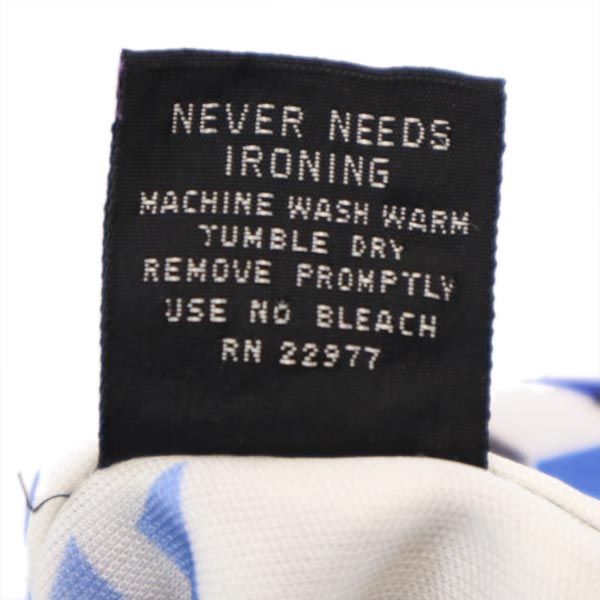 NEVER NEEDS
IRONING
MACHINE WASH WARM
TUMBLE DRY
REMOVE PROMPTLY
USE NO BLEACH
RN 22977